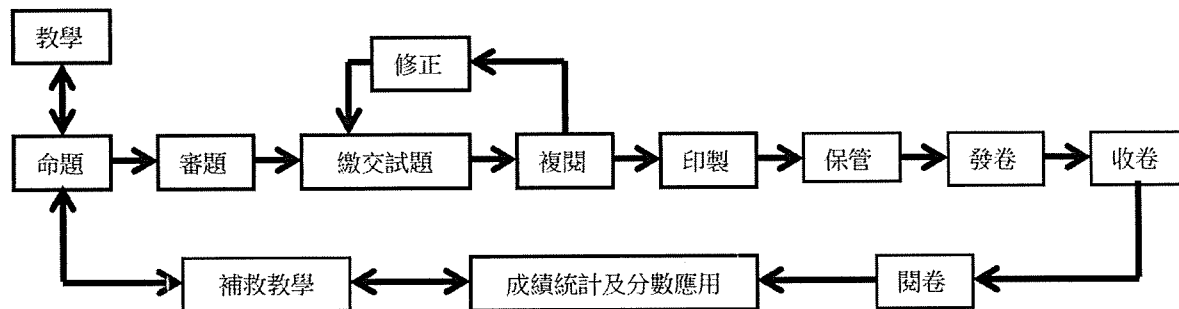 教學
修正
命題
審題
繳交試題
複閱
印製
保管
發卷
收卷
補救教學
成績統計及分數應用
閱卷